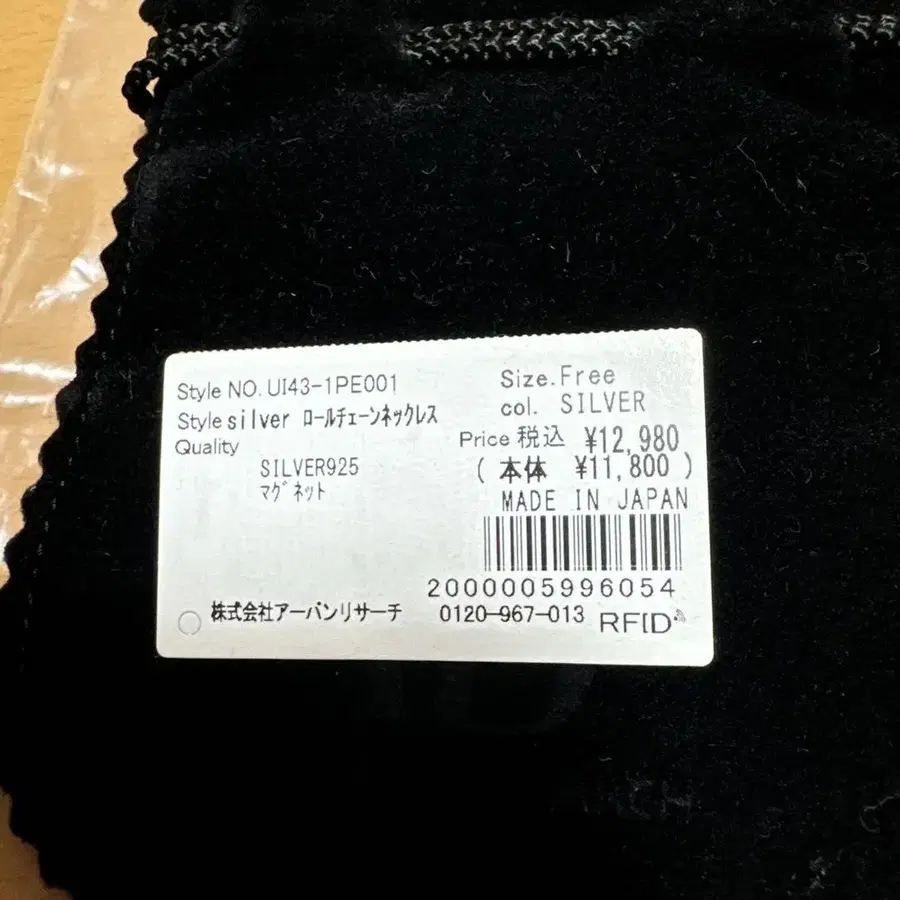 Style NO. UI43-1PE001
Size. Free
Style silver ロールチェーンネックレス
col. SILVER
Quality
Price 税込 ¥12,980
SILVER925
( 本体 ¥11,800 )
マグネット
MADE IN JAPAN
2000005996054
株式会社アーバンリサーチ 0120-967-013 RFID